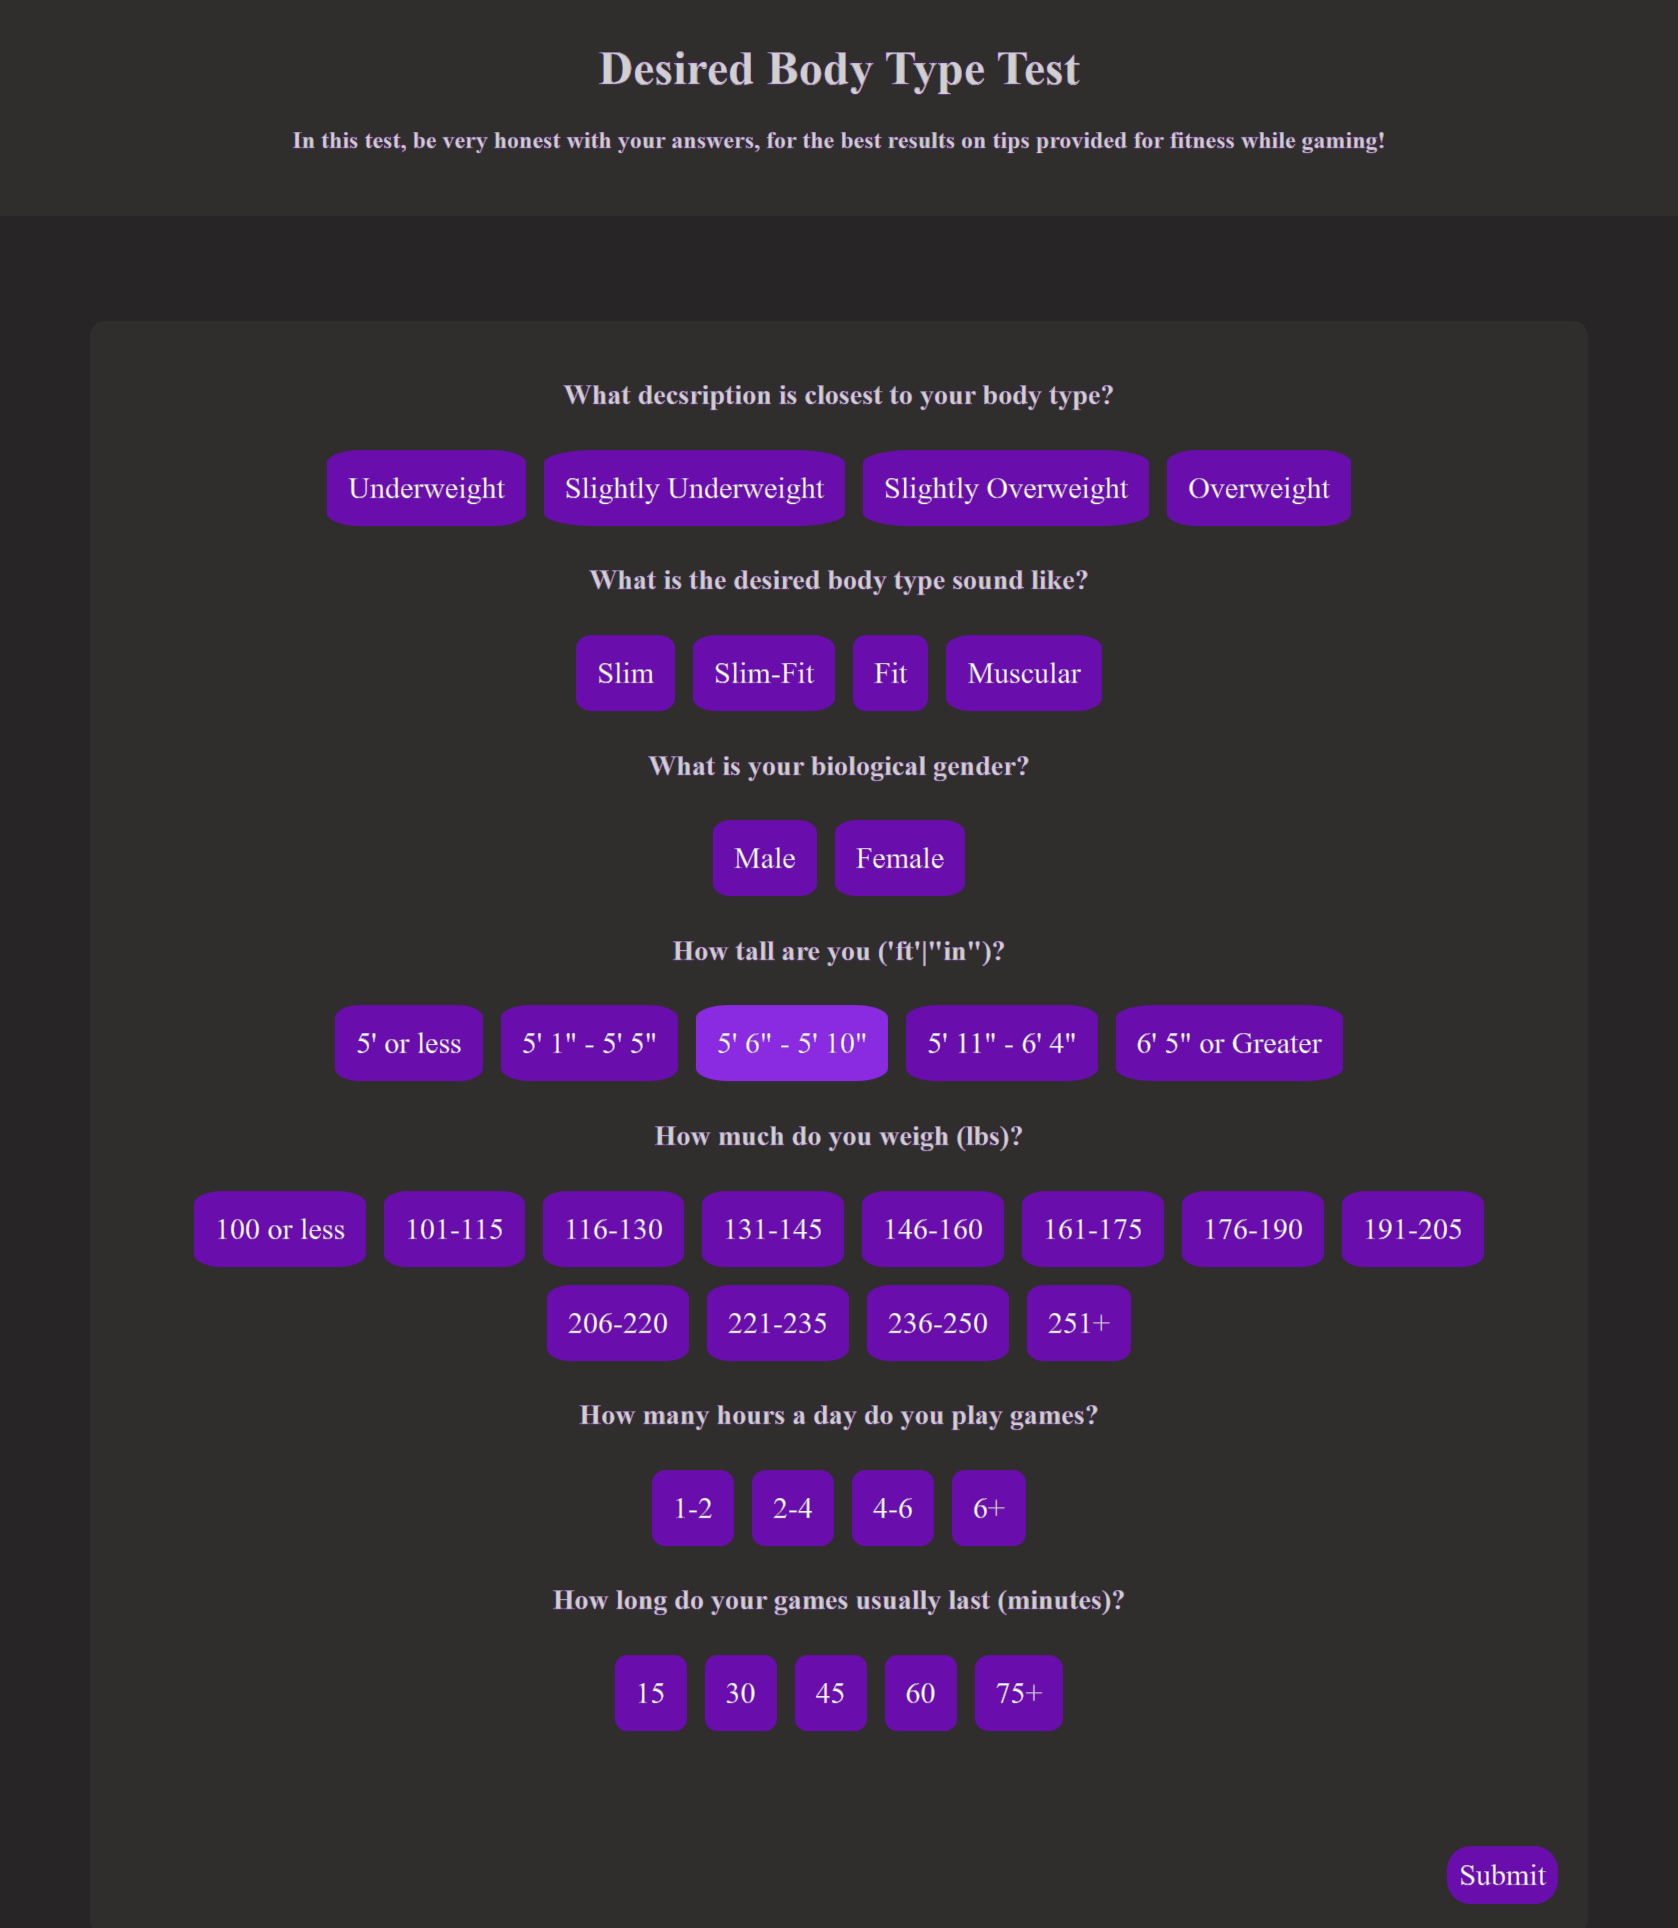 Desired Body Type Test
In this test, be very honest with your answers, for the best results on tips provided for fitness while gaming!
What decsription is closest to your body type?
Underweight Slightly Underweight Slightly Overweight Overweight
What is the desired body type sound like?
Slim Slim-Fit Fit Muscular
What is your biological gender?
Male Female
How tall are you ('ft'|"in")?
5' or less 5' 1" - 5' 5" 5' 6" - 5' 10" 5' 11" - 6' 4" 6' 5" or Greater
How much do you weigh (lbs)?
100 or less 101-115 116-130 131-145 146-160 161-175 176-190 191-205
206-220 221-235 236-250 251+
How many hours a day do you play games?
1-2 2-4 4-6 6+
How long do your games usually last (minutes)?
15 30 45 60 75+
Submit